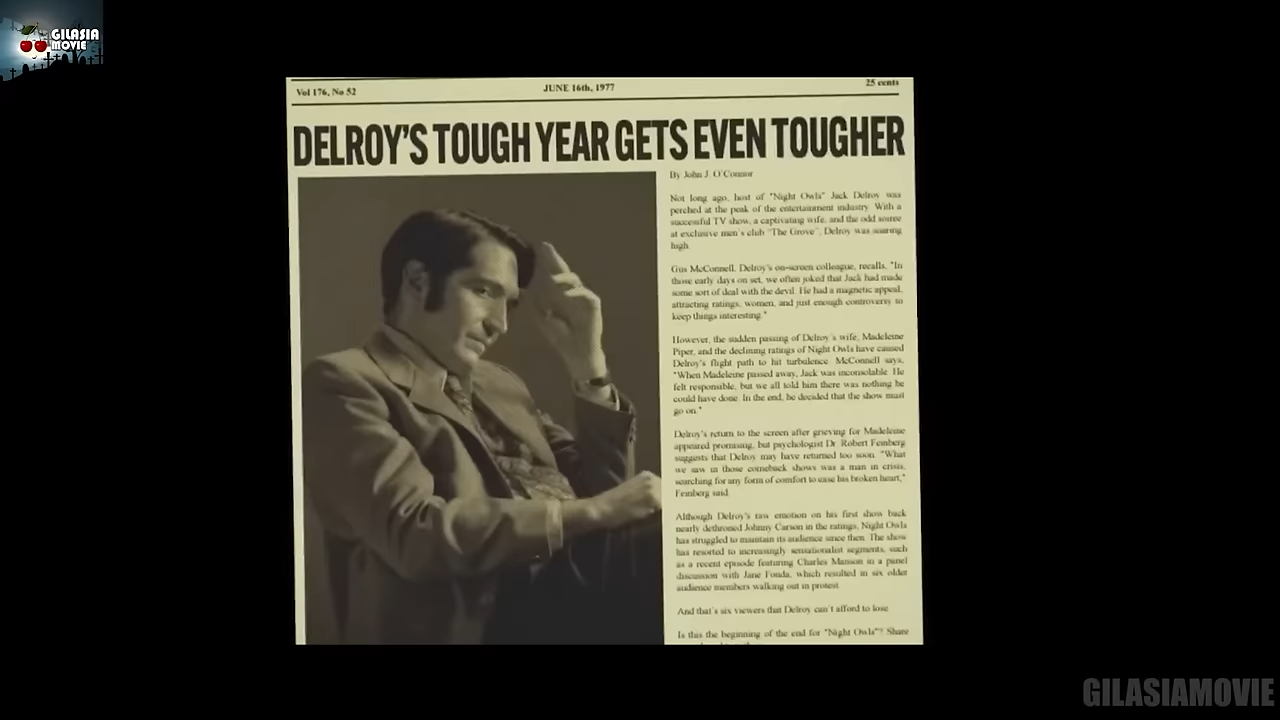 GILASIA
MOVIE
Vol 176, No 52
JUNE 16th, 1977
25 cents
DELROY'S TOUGH YEAR GETS EVEN TOUGHER
By John J. O'Connor
Not long ago, host of "Night Owls" Jack Delroy was
perched at the peak of the entertainment industry. With a
successful TV show, a captivating wife, and the odd soiree
at exclusive men's club "The Grove", Delroy was soaring
high.
Gus McConnell, Delroy's on-screen colleague, recalls, "In
those early days on set, we often joked that Jack had made
some sort of deal with the devil. He had a magnetic appeal,
attracting ratings, women, and just enough controversy to
keep things interesting."
However, the sudden passing of Delroy's wife, Madeleine
Piper, and the declining ratings of Night Owls have caused
Delroy's flight path to hit turbulence. McConnell says,
"When Madeleine passed away, Jack was inconsolable. He
felt responsible, but we all told him there was nothing he
could have done. In the end, he decided that the show must
go on."
Delroy's return to the screen after grieving for Madeleine
appeared promising, but psychologist Dr. Robert Feinberg
suggests that Delroy may have returned too soon. "What
we saw in those comeback shows was a man in crisis,
searching for any form of comfort to ease his broken heart,"
Feinberg said.
Although Delroy's raw emotion on his first show back
nearly dethroned Johnny Carson in the ratings, Night Owls
has struggled to maintain its audience since then. The show
has resorted to increasingly sensationalist segments, such
as a recent episode featuring Charles Manson in a panel
discussion with Jane Fonda, which resulted in six older
audience members walking out in protest.
And that's six viewers that Delroy can't afford to lose.
Is this the beginning of the end for "Night Owls"? Share
GILASIAMOVIE